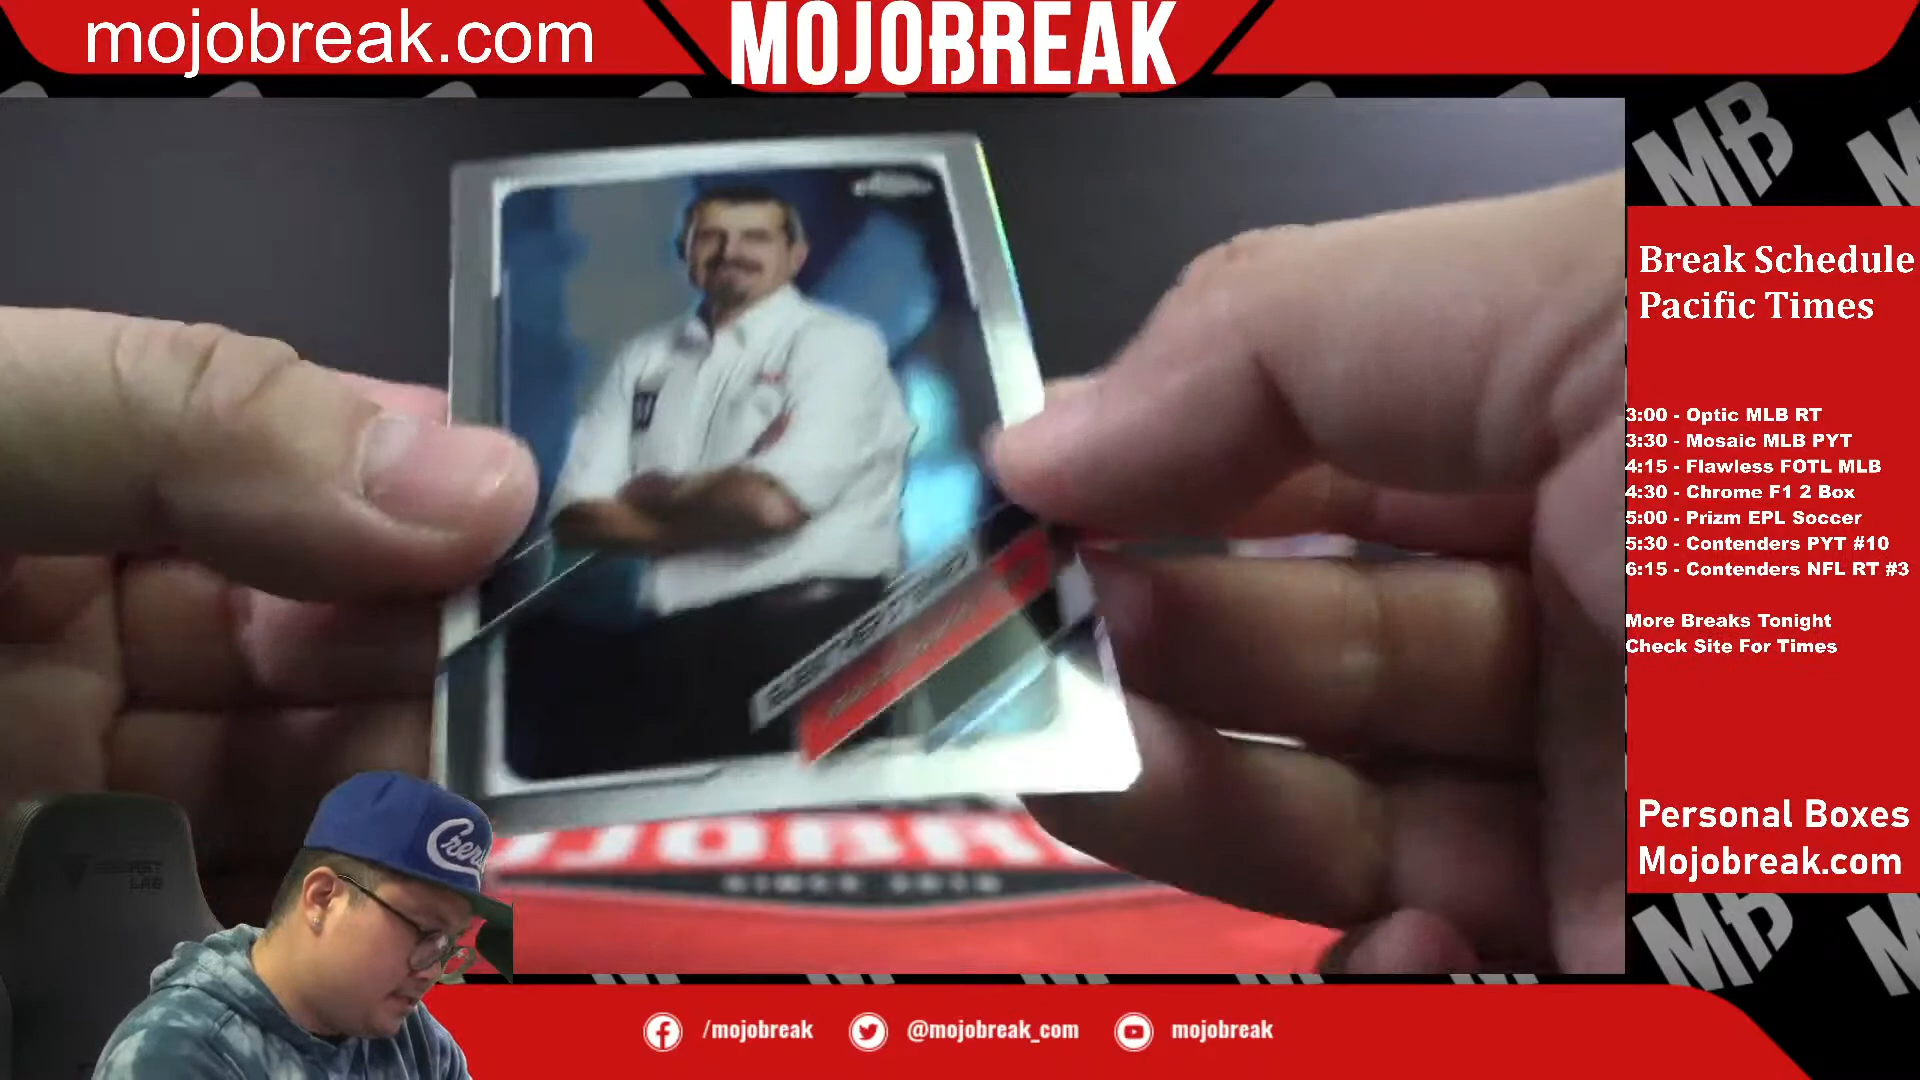 mojobreak.com
MOJOBREAK
MB
Break Schedule
Pacific Times
3:00 - Optic MLB RT
3:30 - Mosaic MLB PYT
4:15 - Flawless FOTL MLB
4:30 - Chrome F1 2 Box
5:00 - Prizm EPL Soccer
5:30 - Contenders PYT #10
6:15 - Contenders NFL RT #3
More Breaks Tonight
Check Site For Times
Personal Boxes
Mojobreak.com
MB
/mojobreak
@mojobreak_com
mojobreak